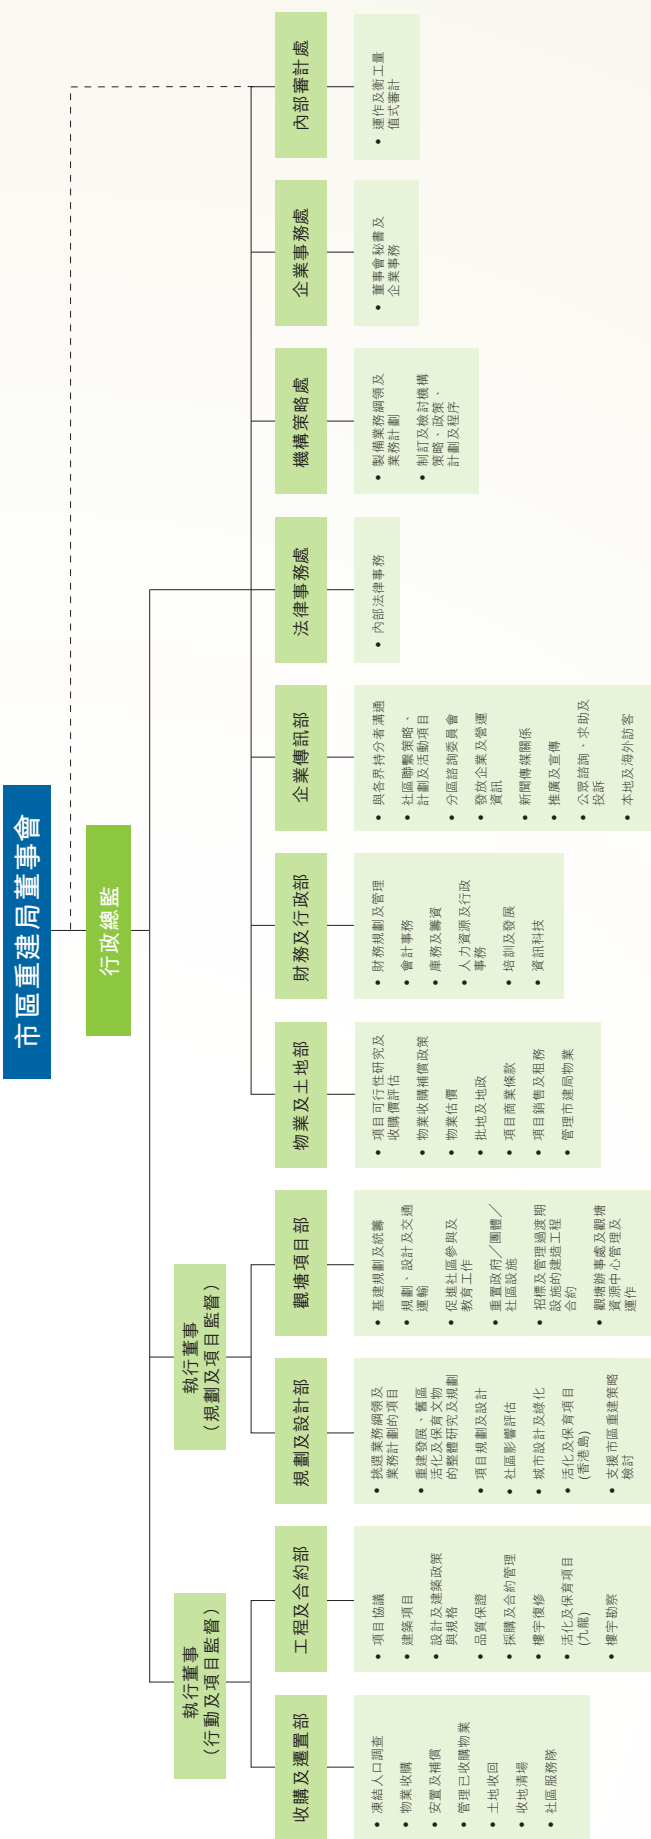 市區重建局董事會
行政總監
執行董事
（行動及項目監督）
執行董事
（規劃及項目監督）
收購及遷置部
• 凍結人口調查
• 物業收購
• 安置及補償
• 管理已收購物業
• 土地收回
• 收地清場
• 社區服務隊
工程及合約部
• 項目協議
• 建築項目
• 設計及建築政策
與規格
• 品質保證
• 採購及合約管理
• 樓宇復修
• 活化及保育項目
(九龍)
• 樓宇勘察
規劃及設計部
• 挑選業務綱領及
業務計劃的項目
• 重建發展、舊區
活化及保育文物
的整體研究及規劃
• 項目規劃及設計
• 社區影響評估
• 城市設計及綠化
• 活化及保育項目
(香港島)
• 支援市區重建策略
檢討
觀塘項目部
• 基建規劃及統籌
• 規劃、設計及交通
運輸
• 促進社區參與及
教育工作
• 重置政府／團體／
社區設施
• 招標及管理過渡期
設施的建造工程
合約
• 觀塘辦事處及觀塘
資源中心管理及
運作
物業及土地部
• 項目可行性研究及
收購價評估
• 物業收購補償政策
• 物業估價
• 批地及地政
• 項目商業條款
• 項目銷售及租務
• 管理市建局物業
財務及行政部
• 財務規劃及管理
• 會計事務
• 庫務及籌資
• 人力資源及行政
事務
• 培訓及發展
• 資訊科技
企業傳訊部
• 與各界持分者溝通
• 社區聯繫策略、
計劃及活動項目
• 分區諮詢委員會
• 發放企業及營運
資訊
• 新聞傳媒關係
• 推廣及宣傳
• 公眾諮詢、求助及
投訴
• 本地及海外訪客
法律事務處
• 內部法律事務
機構策略處
• 製備業務綱領及
業務計劃
• 制訂及檢討機構
策略、政策、
計劃及程序
企業事務處
• 董事會秘書及
企業事務
內部審計處
• 運作及衡工量
值式審計